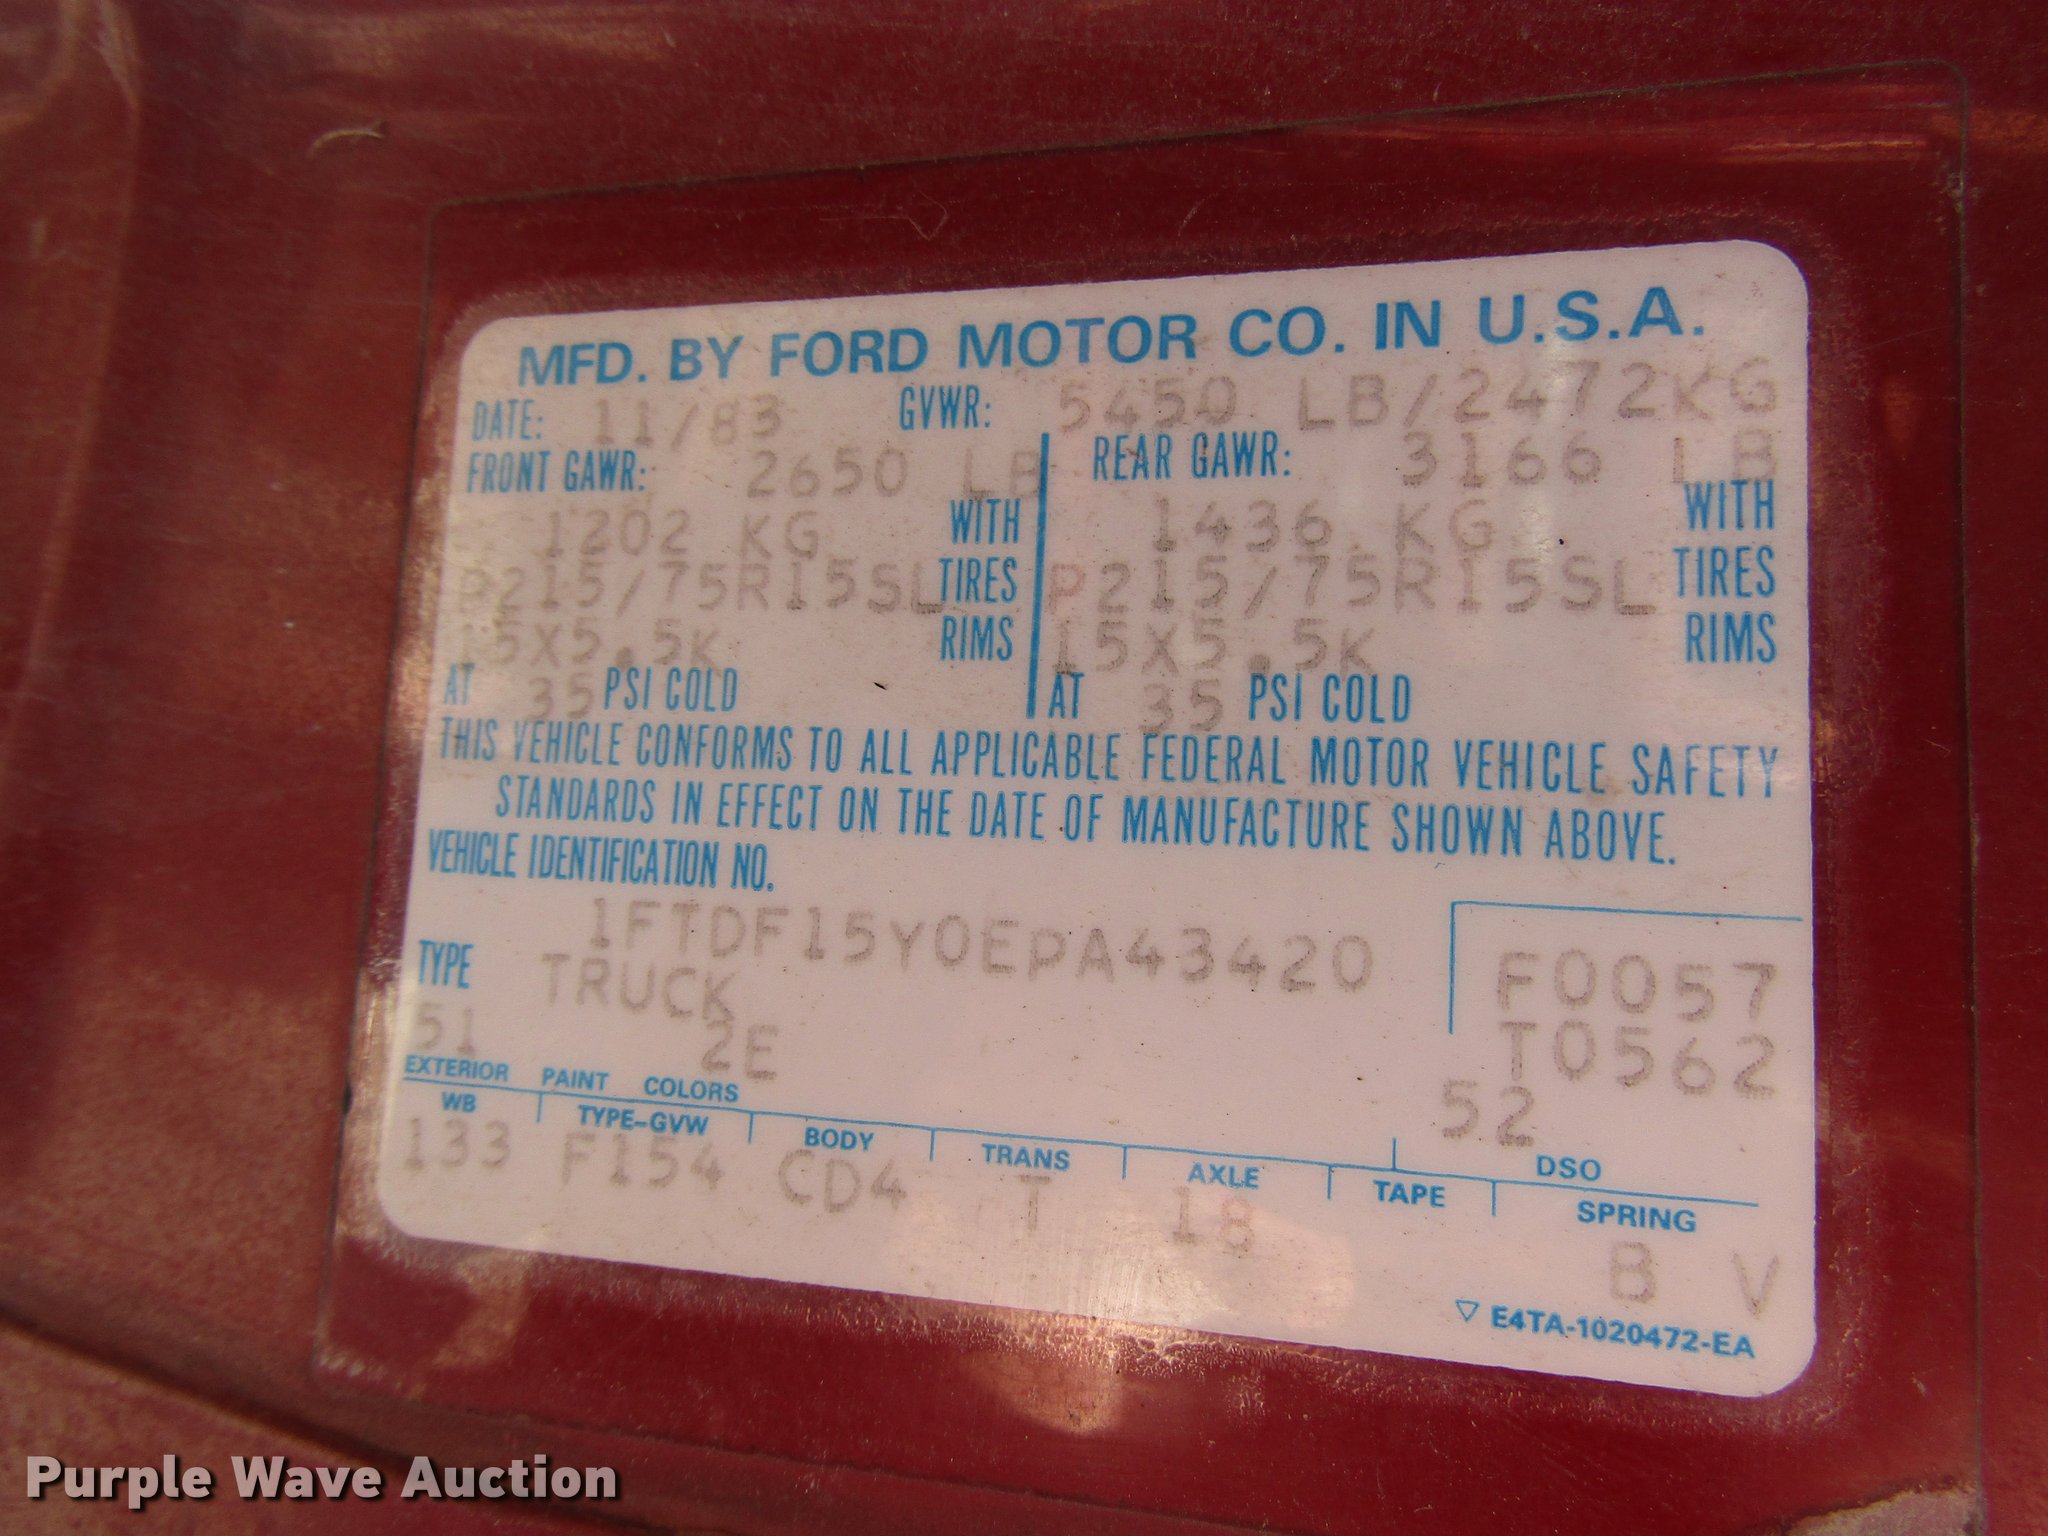 MFD. BY FORD MOTOR CO. IN U.S.A.
DATE: 11/83 GVWR: 5450 LB/2472KG
FRONT GAWR: 2650 LB REAR GAWR: 3166 LB
1202 KG WITH 1436 KG WITH
P215/75R15SL TIRES P215/75R15SL TIRES
15X5.5K RIMS 15X5.5K RIMS
AT 35 PSI COLD AT 35 PSI COLD
THIS VEHICLE CONFORMS TO ALL APPLICABLE FEDERAL MOTOR VEHICLE SAFETY
STANDARDS IN EFFECT ON THE DATE OF MANUFACTURE SHOWN ABOVE.
VEHICLE IDENTIFICATION NO.
1FTDF15Y0EPA43420
TYPE TRUCK F0057
51 2E T0562
EXTERIOR PAINT COLORS 52
WB TYPE-GVW BODY TRANS AXLE TAPE DSO
SPRING
133 F154 CD4 T 18 B V
▽ E4TA-1020472-EA
Purple Wave Auction